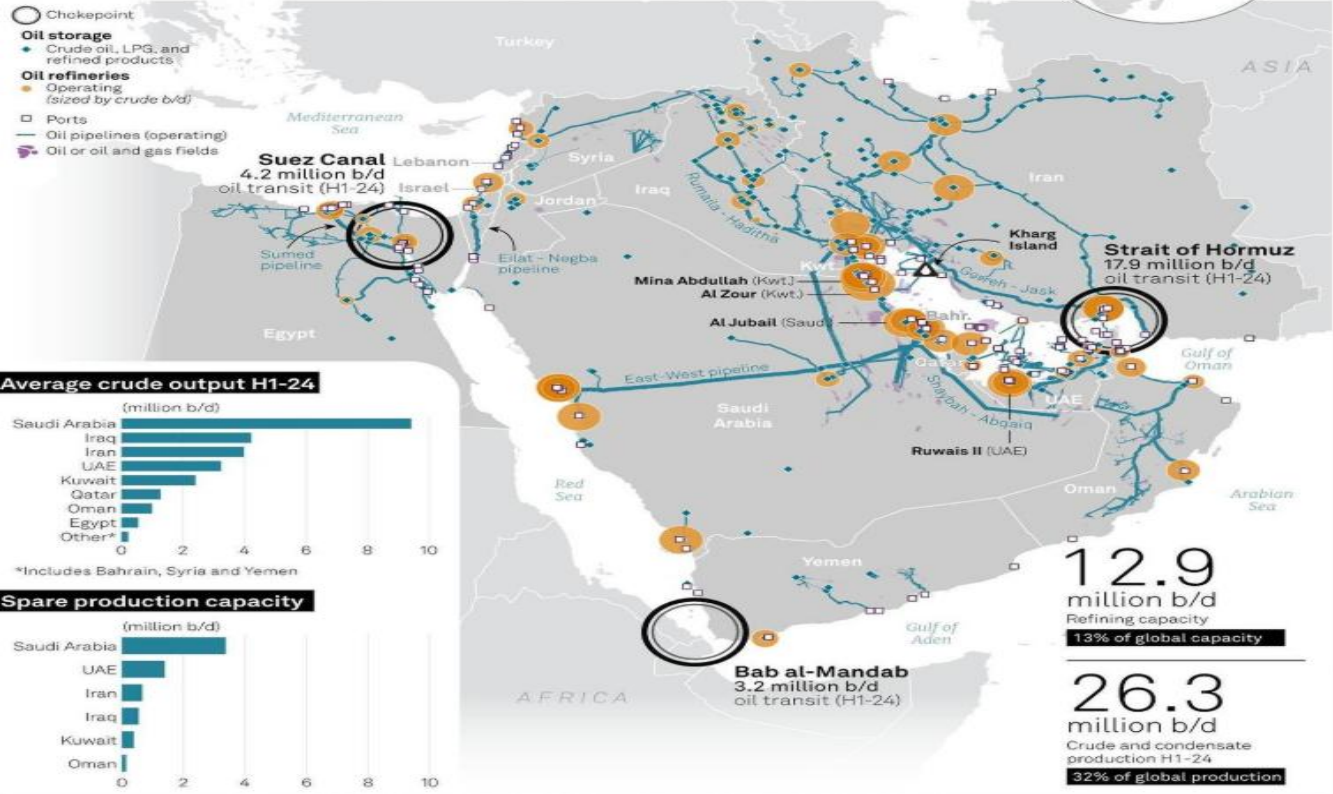 Chokepoint
Oil storage
Crude oil, LPG, and
refined products
Oil refineries
Operating
(sized by crude b/d)
Ports
Oil pipelines (operating)
Oil or oil and gas fields
Turkey
ASIA
Mediterranean
Sea
Suez Canal
4.2 million b/d
oil transit (H1-24)
Lebanon
Israel
Syria
Jordan
Iraq
Iran
Rumaila - Haditha
Sumed
pipeline
Eilat - Negba
pipeline
Egypt
Kharg
Island
Goreh - Jask
Strait of Hormuz
17.9 million b/d
oil transit (H1-24)
Kwt.
Mina Abdullah (Kwt.)
Al Zour (Kwt.)
Al Jubail (Saudi
Bahr.
Qatar
Gulf of
Oman
East-West pipeline
Shaybah - Abqaiq
UAE
Saudi
Arabia
Ruwais II (UAE)
Red
Sea
Oman
Arabian
Sea
Yemen
Gulf of
Aden
Bab al-Mandab
3.2 million b/d
oil transit (H1-24)
AFRICA
Average crude output H1-24
(million b/d)
Saudi Arabia
Iraq
Iran
UAE
Kuwait
Qatar
Oman
Egypt
Other*
0 2 4 6 8 10
*Includes Bahrain, Syria and Yemen
Spare production capacity
(million b/d)
Saudi Arabia
UAE
Iran
Iraq
Kuwait
Oman
0 2 4 6 8 10
12.9
million b/d
Refining capacity
13% of global capacity
26.3
million b/d
Crude and condensate
production H1-24
32% of global production